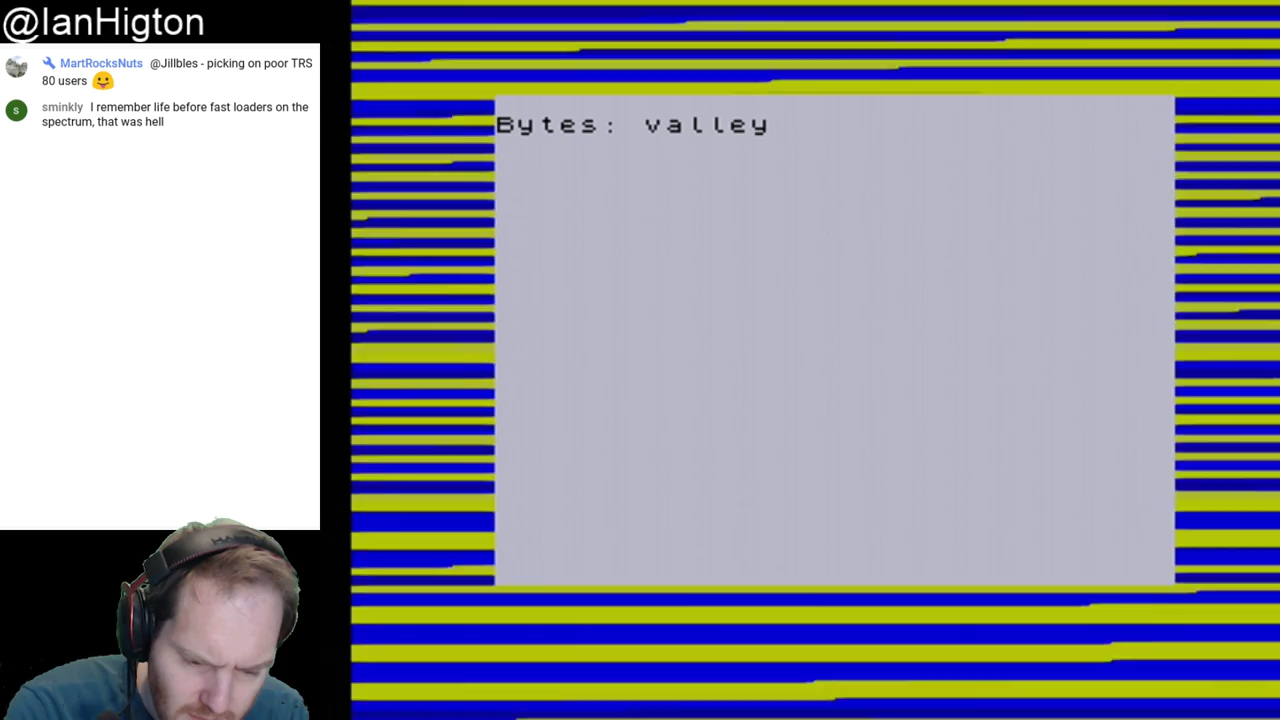 @IanHigton
MartRocksNuts @Jillbles - picking on poor TRS
80 users 😛
sminkly I remember life before fast loaders on the
spectrum, that was hell
s
Bytes: valley